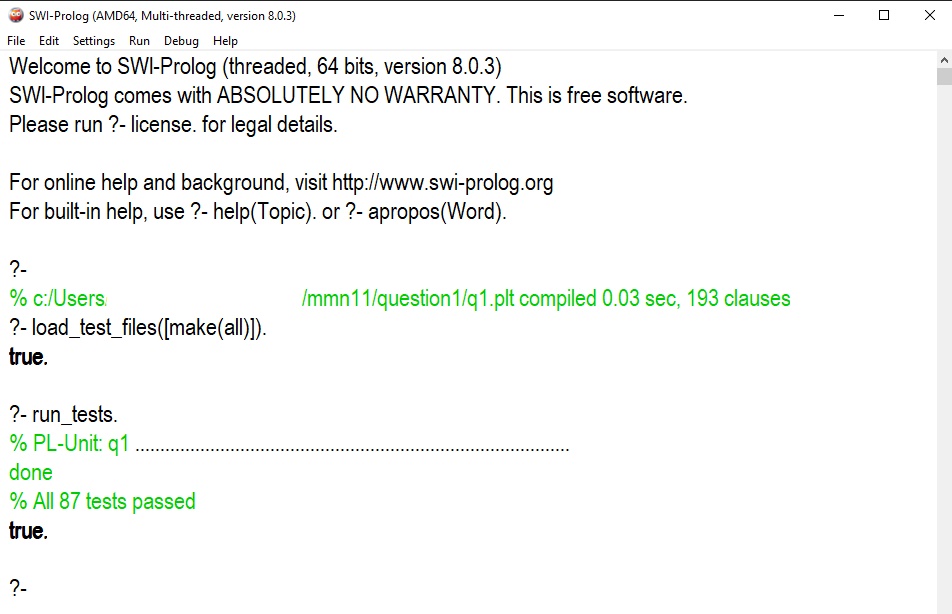 SWI-Prolog (AMD64, Multi-threaded, version 8.0.3)
File Edit Settings Run Debug Help
Welcome to SWI-Prolog (threaded, 64 bits, version 8.0.3)
SWI-Prolog comes with ABSOLUTELY NO WARRANTY. This is free software.
Please run ?- license. for legal details.
For online help and background, visit http://www.swi-prolog.org
For built-in help, use ?- help(Topic). or ?- apropos(Word).
?-
% c:/Users/ /mmn11/question1/q1.plt compiled 0.03 sec, 193 clauses
?- load_test_files([make(all)]).
true.
?- run_tests.
% PL-Unit: q1 .......................................................................................
done
% All 87 tests passed
true.
?-